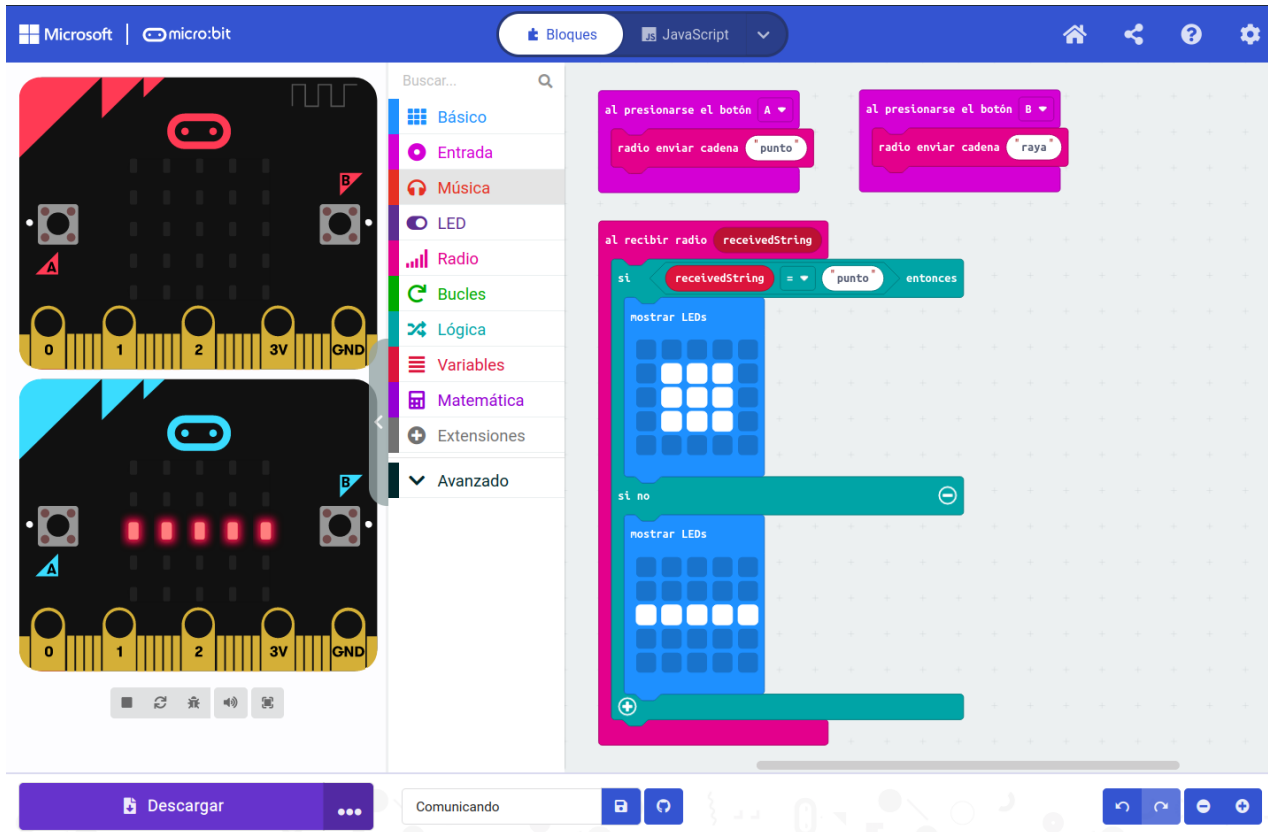 Microsoft | micro:bit
Bloques
JS JavaScript
Buscar...
Básico
Entrada
Música
LED
Radio
Bucles
Lógica
Variables
Matemática
Extensiones
Avanzado
B
A
0 1 2 3V GND
B
A
0 1 2 3V GND
al presionarse el botón A
radio enviar cadena "punto"
al presionarse el botón B
radio enviar cadena "raya"
al recibir radio receivedString
si receivedString = "punto" entonces
mostrar LEDs
si no
mostrar LEDs
Descargar
Comunicando